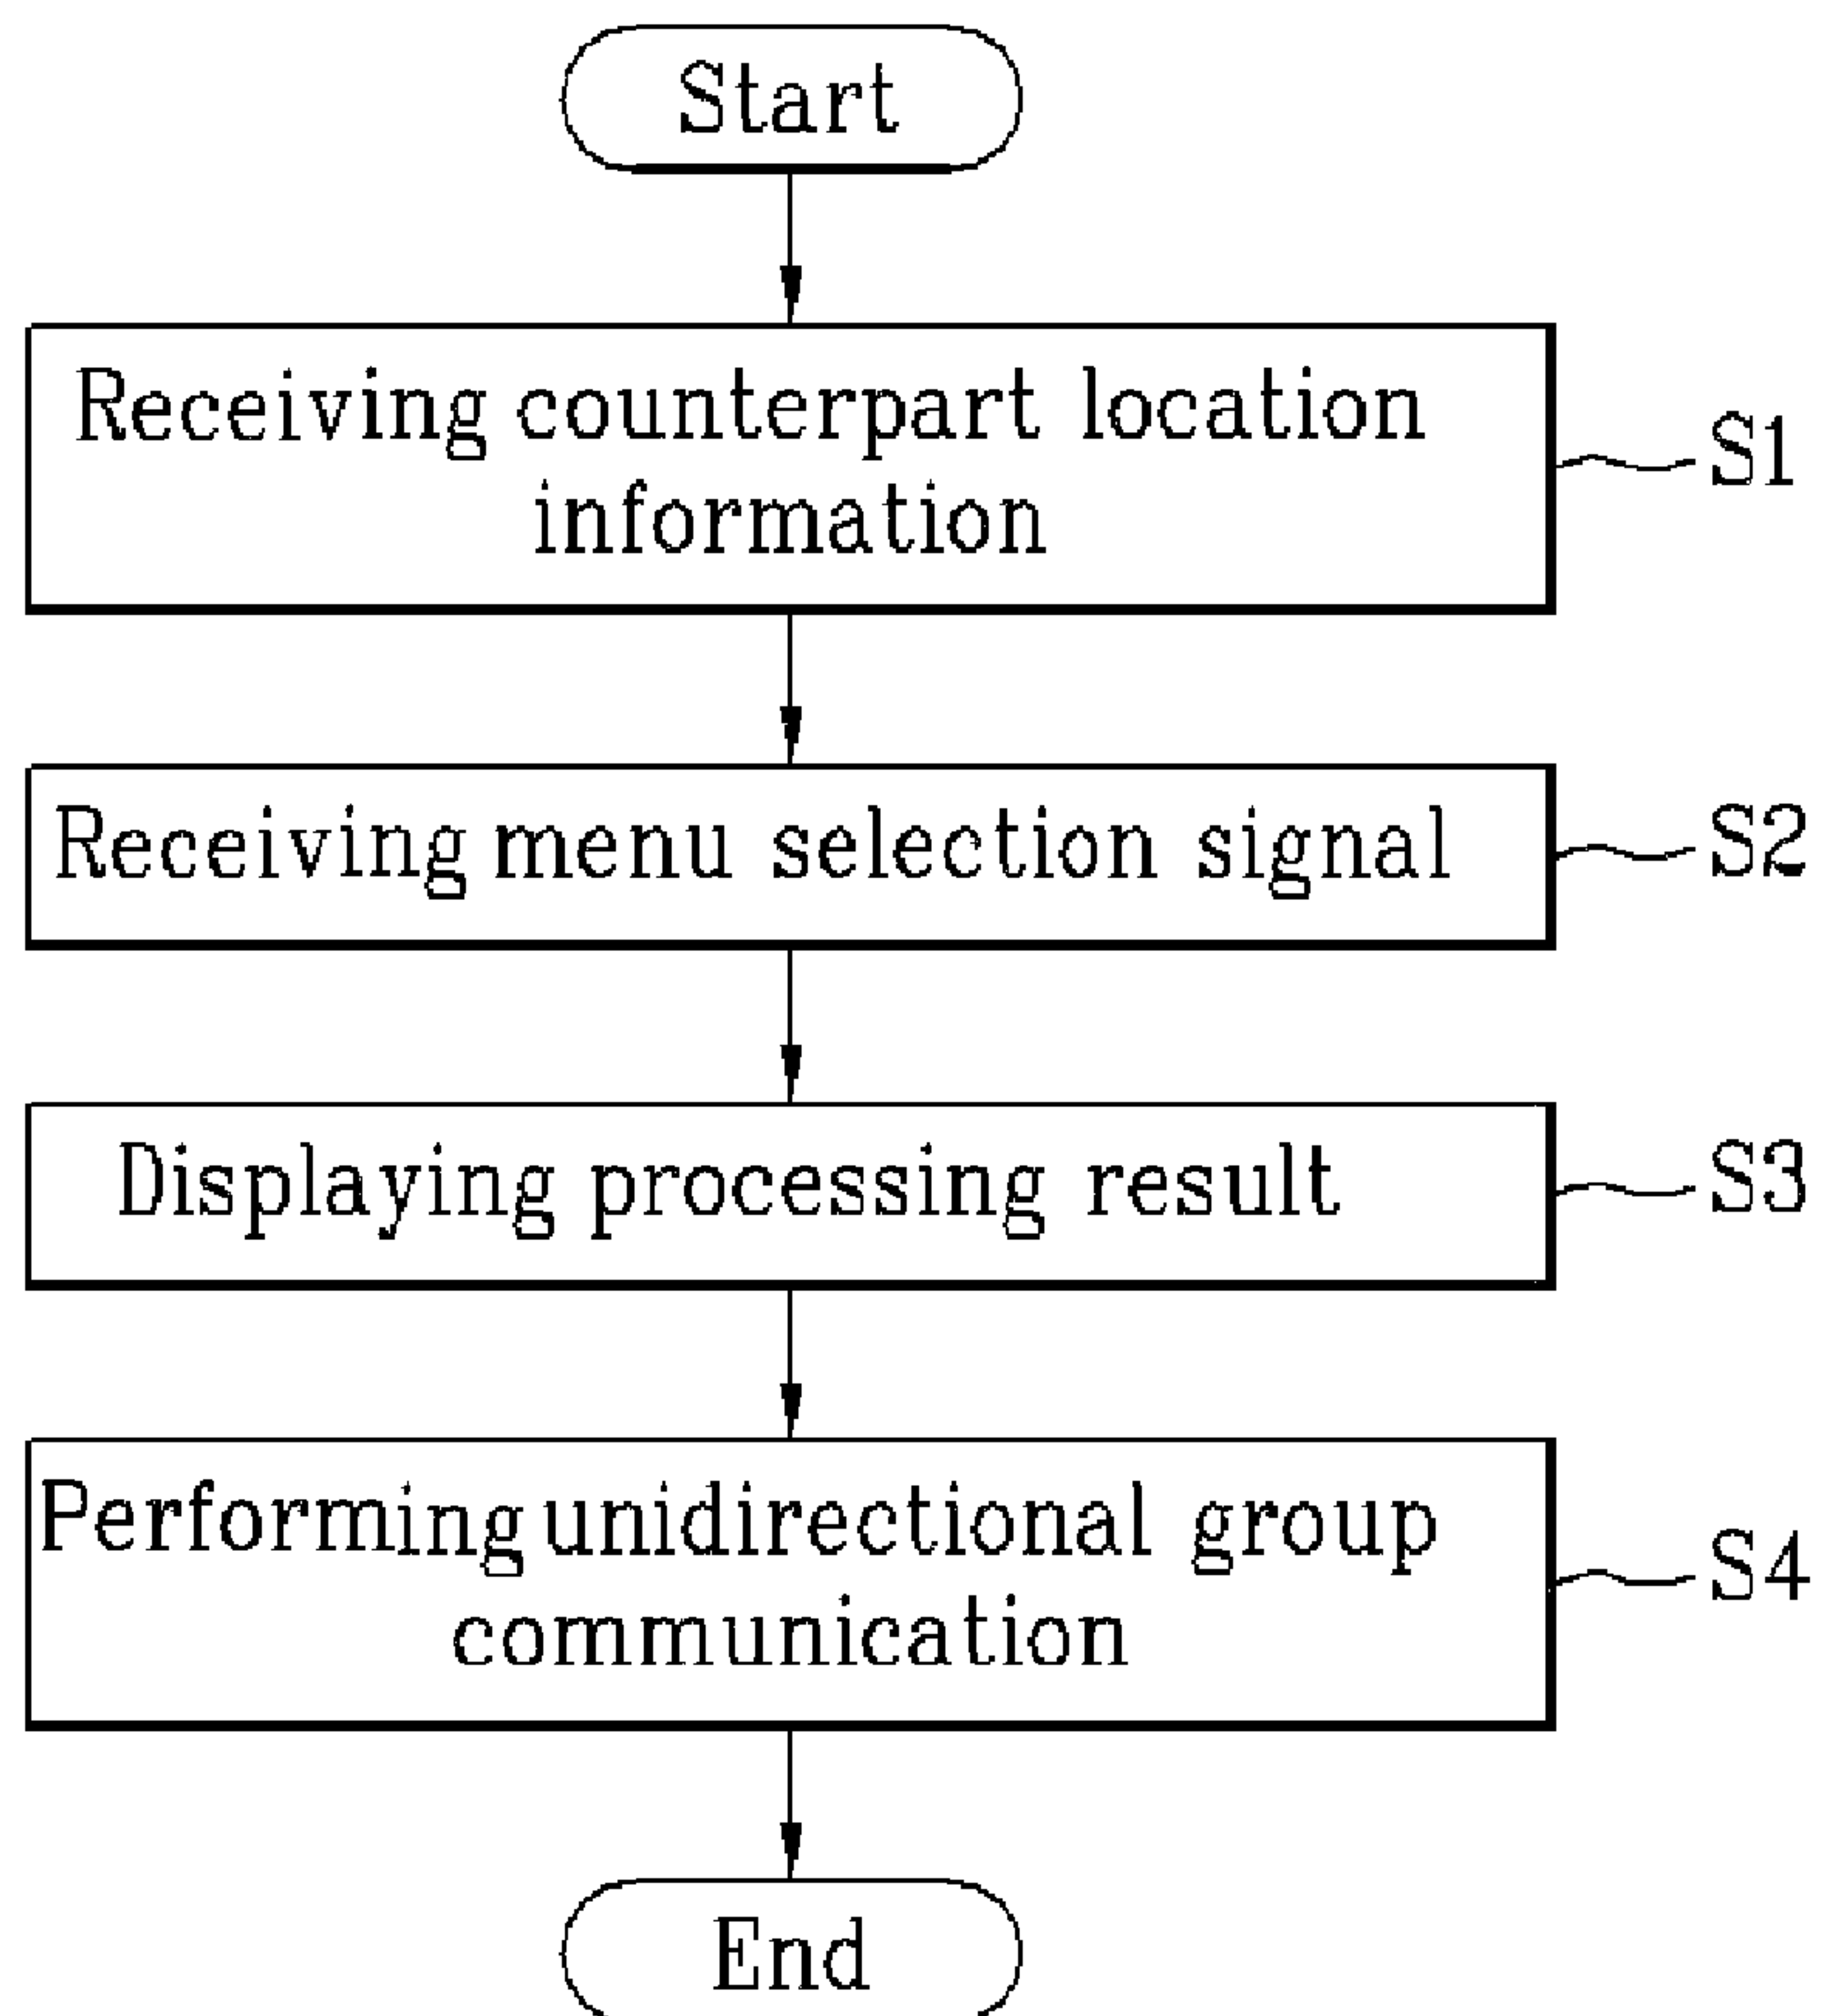 Start
Receiving counterpart location
information
S1
Receiving menu selection signal
S2
Displaying processing result
S3
Performing unidirectional group
communication
S4
End